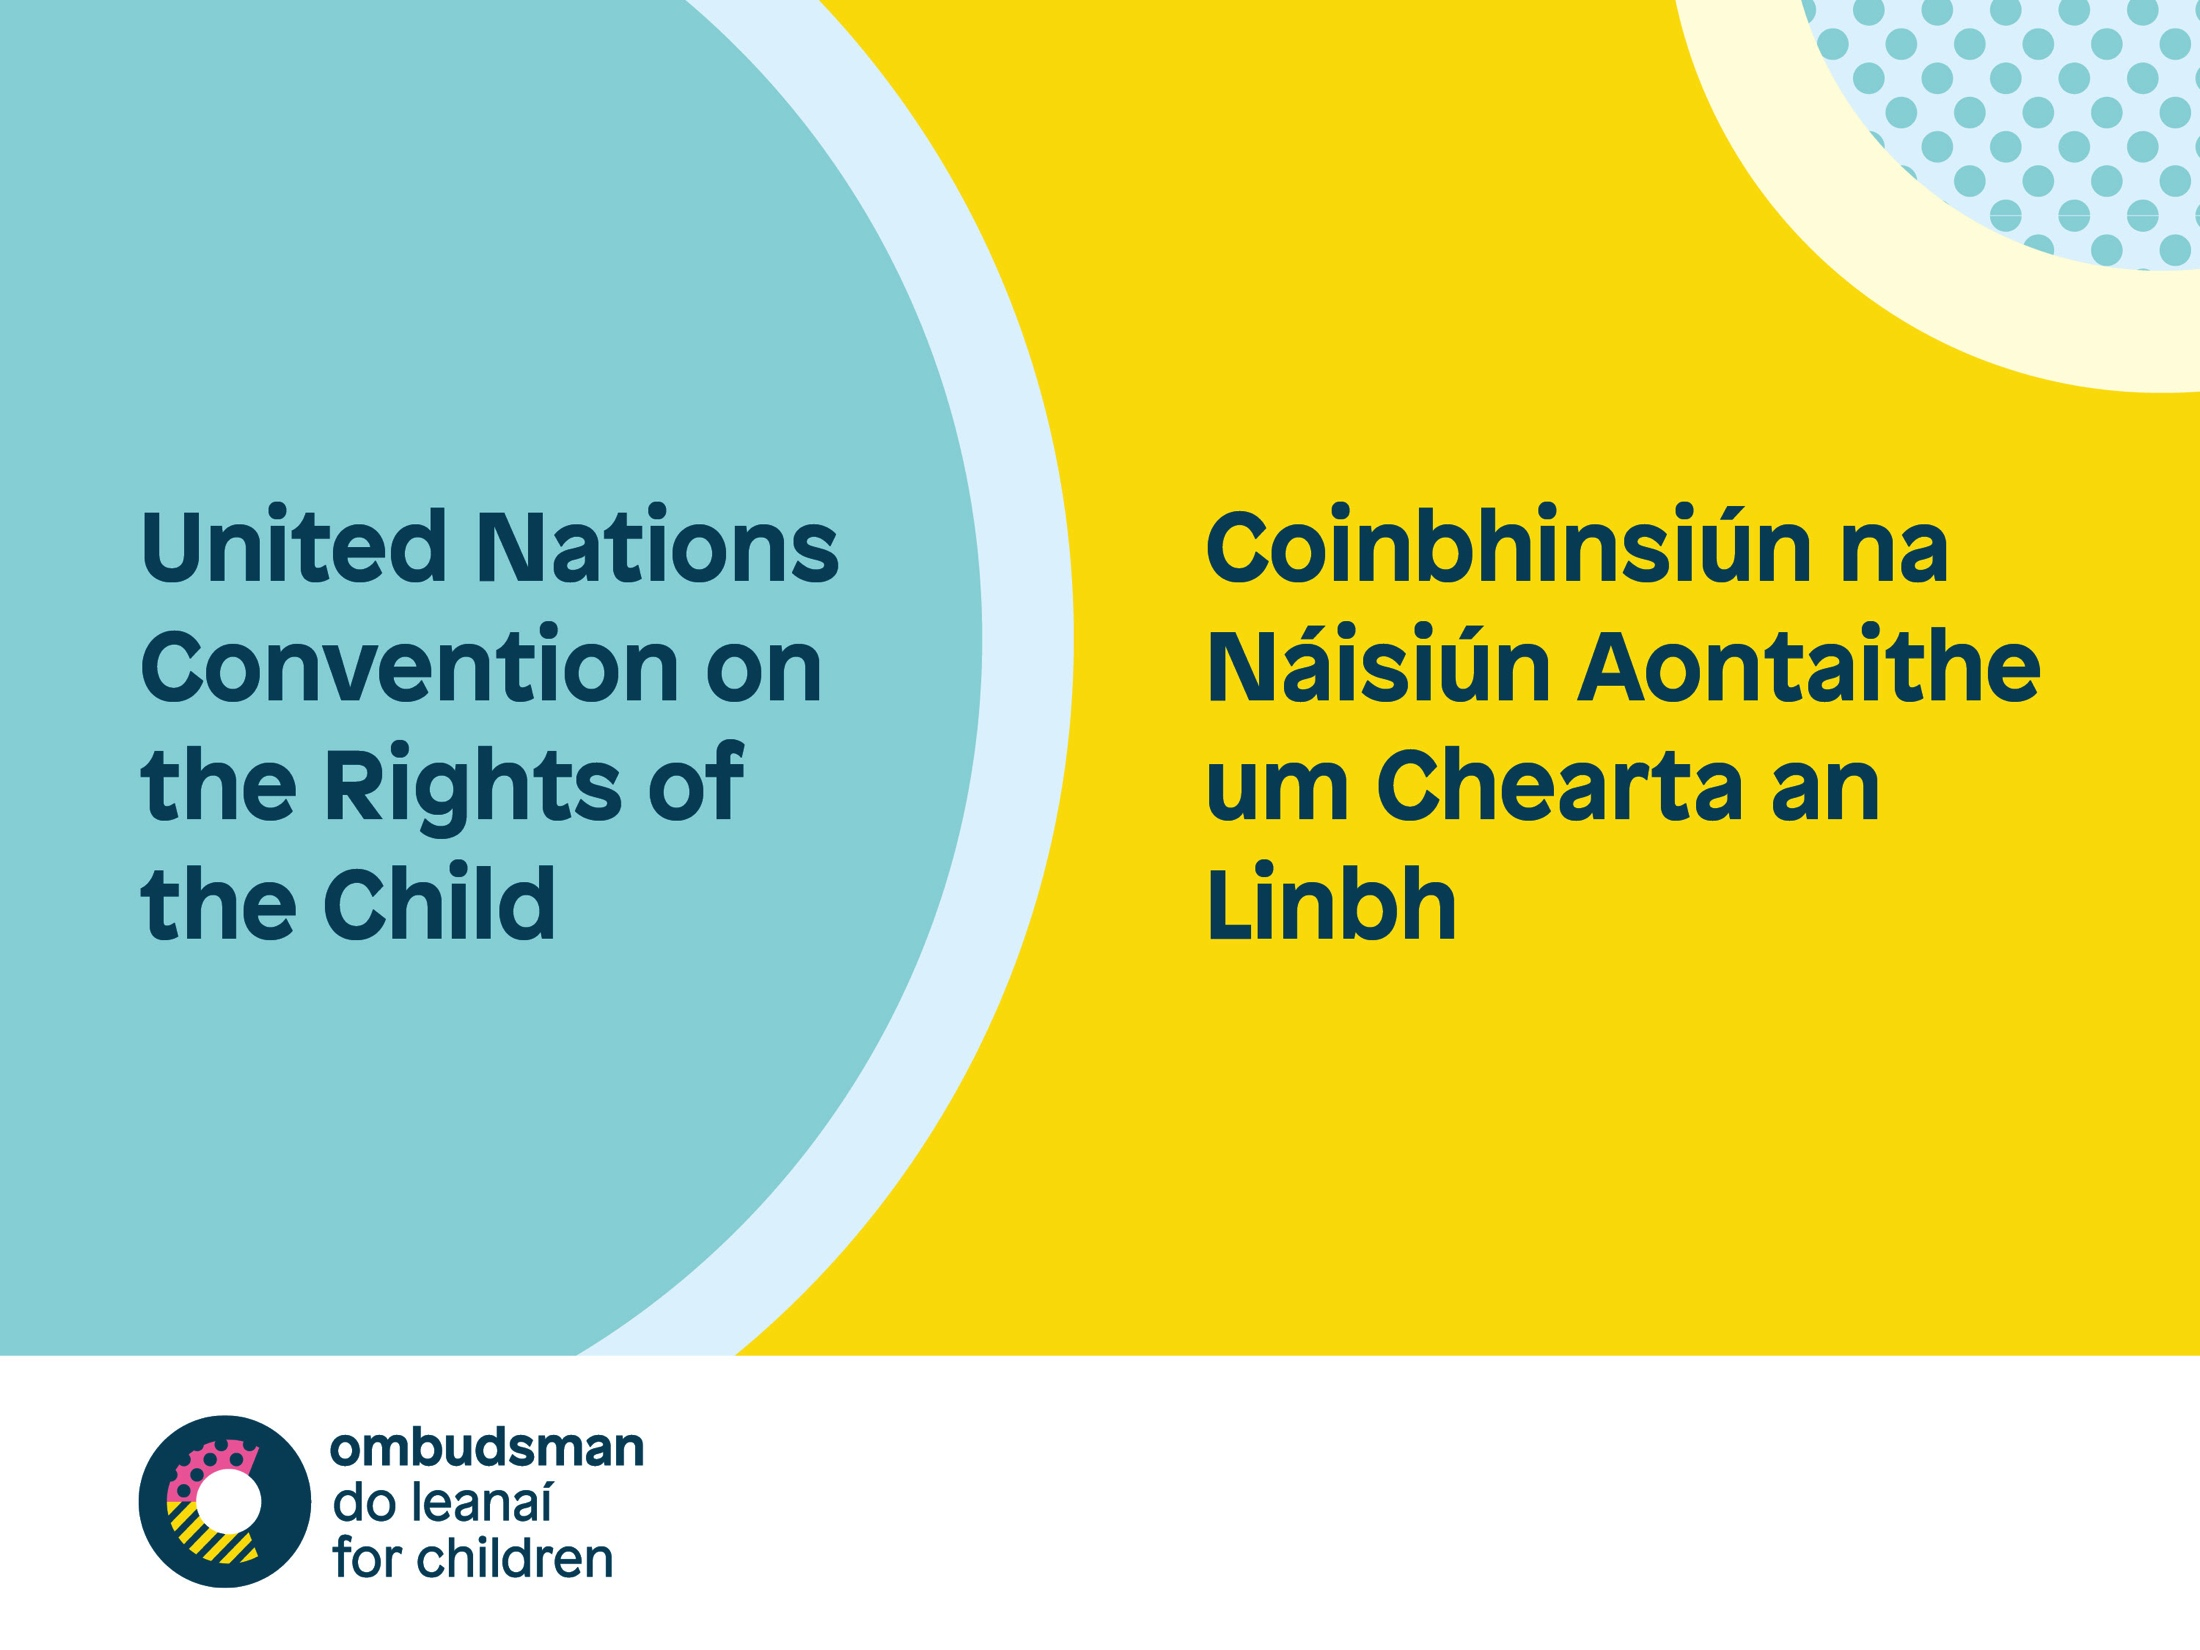 United Nations
Convention on
the Rights of
the Child
Coinbhinsiún na
Náisiún Aontaithe
um Chearta an
Linbh
ombudsman
do leanaí
for children